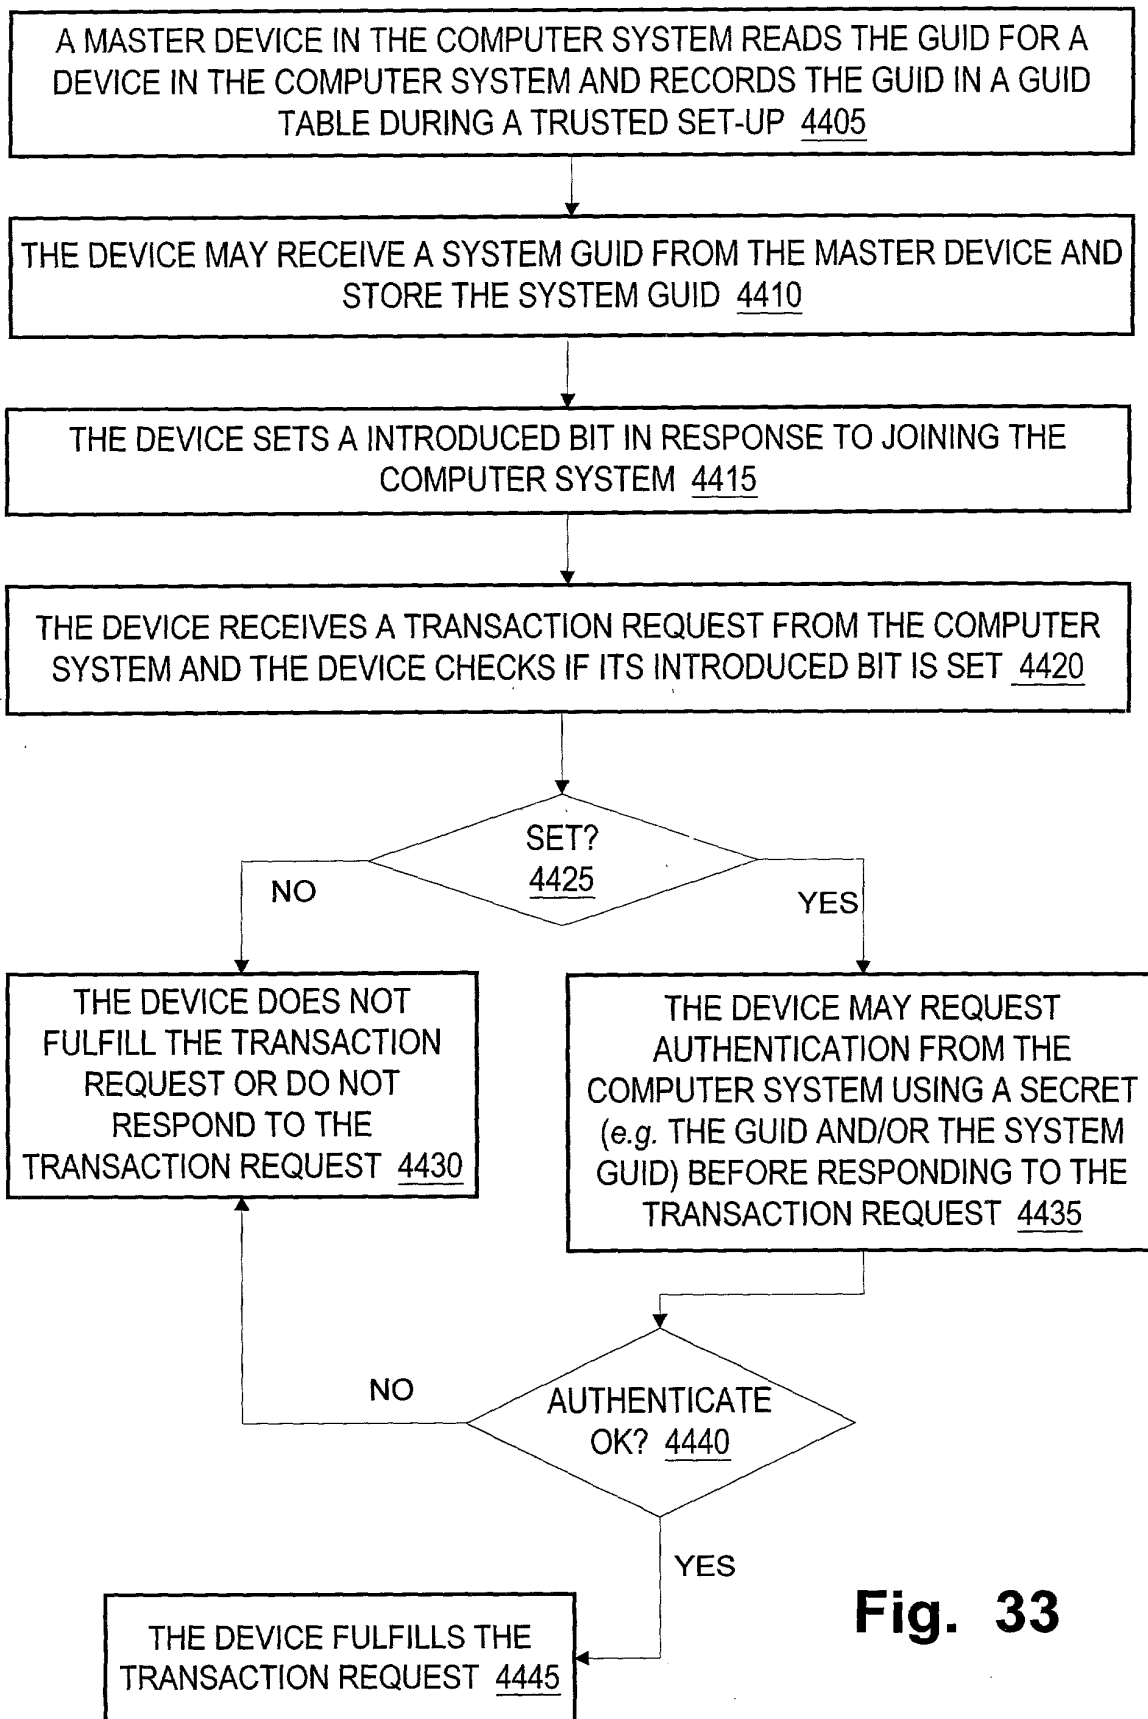 A MASTER DEVICE IN THE COMPUTER SYSTEM READS THE GUID FOR A
DEVICE IN THE COMPUTER SYSTEM AND RECORDS THE GUID IN A GUID
TABLE DURING A TRUSTED SET-UP 4405
THE DEVICE MAY RECEIVE A SYSTEM GUID FROM THE MASTER DEVICE AND
STORE THE SYSTEM GUID 4410
THE DEVICE SETS A INTRODUCED BIT IN RESPONSE TO JOINING THE
COMPUTER SYSTEM 4415
THE DEVICE RECEIVES A TRANSACTION REQUEST FROM THE COMPUTER
SYSTEM AND THE DEVICE CHECKS IF ITS INTRODUCED BIT IS SET 4420
SET?
4425
NO
YES
THE DEVICE DOES NOT
FULFILL THE TRANSACTION
REQUEST OR DO NOT
RESPOND TO THE
TRANSACTION REQUEST 4430
THE DEVICE MAY REQUEST
AUTHENTICATION FROM THE
COMPUTER SYSTEM USING A SECRET
(e.g. THE GUID AND/OR THE SYSTEM
GUID) BEFORE RESPONDING TO THE
TRANSACTION REQUEST 4435
NO
AUTHENTICATE
OK? 4440
YES
THE DEVICE FULFILLS THE
TRANSACTION REQUEST 4445
Fig. 33